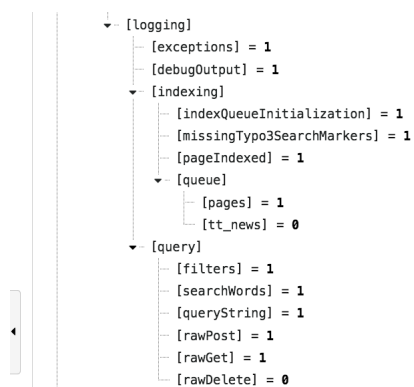 [logging]
[exceptions] = 1
[debugOutput] = 1
[indexing]
[indexQueueInitialization] = 1
[missingTypo3SearchMarkers] = 1
[pageIndexed] = 1
[queue]
[pages] = 1
[tt_news] = 0
[query]
[filters] = 1
[searchWords] = 1
[queryString] = 1
[rawPost] = 1
[rawGet] = 1
[rawDelete] = 0